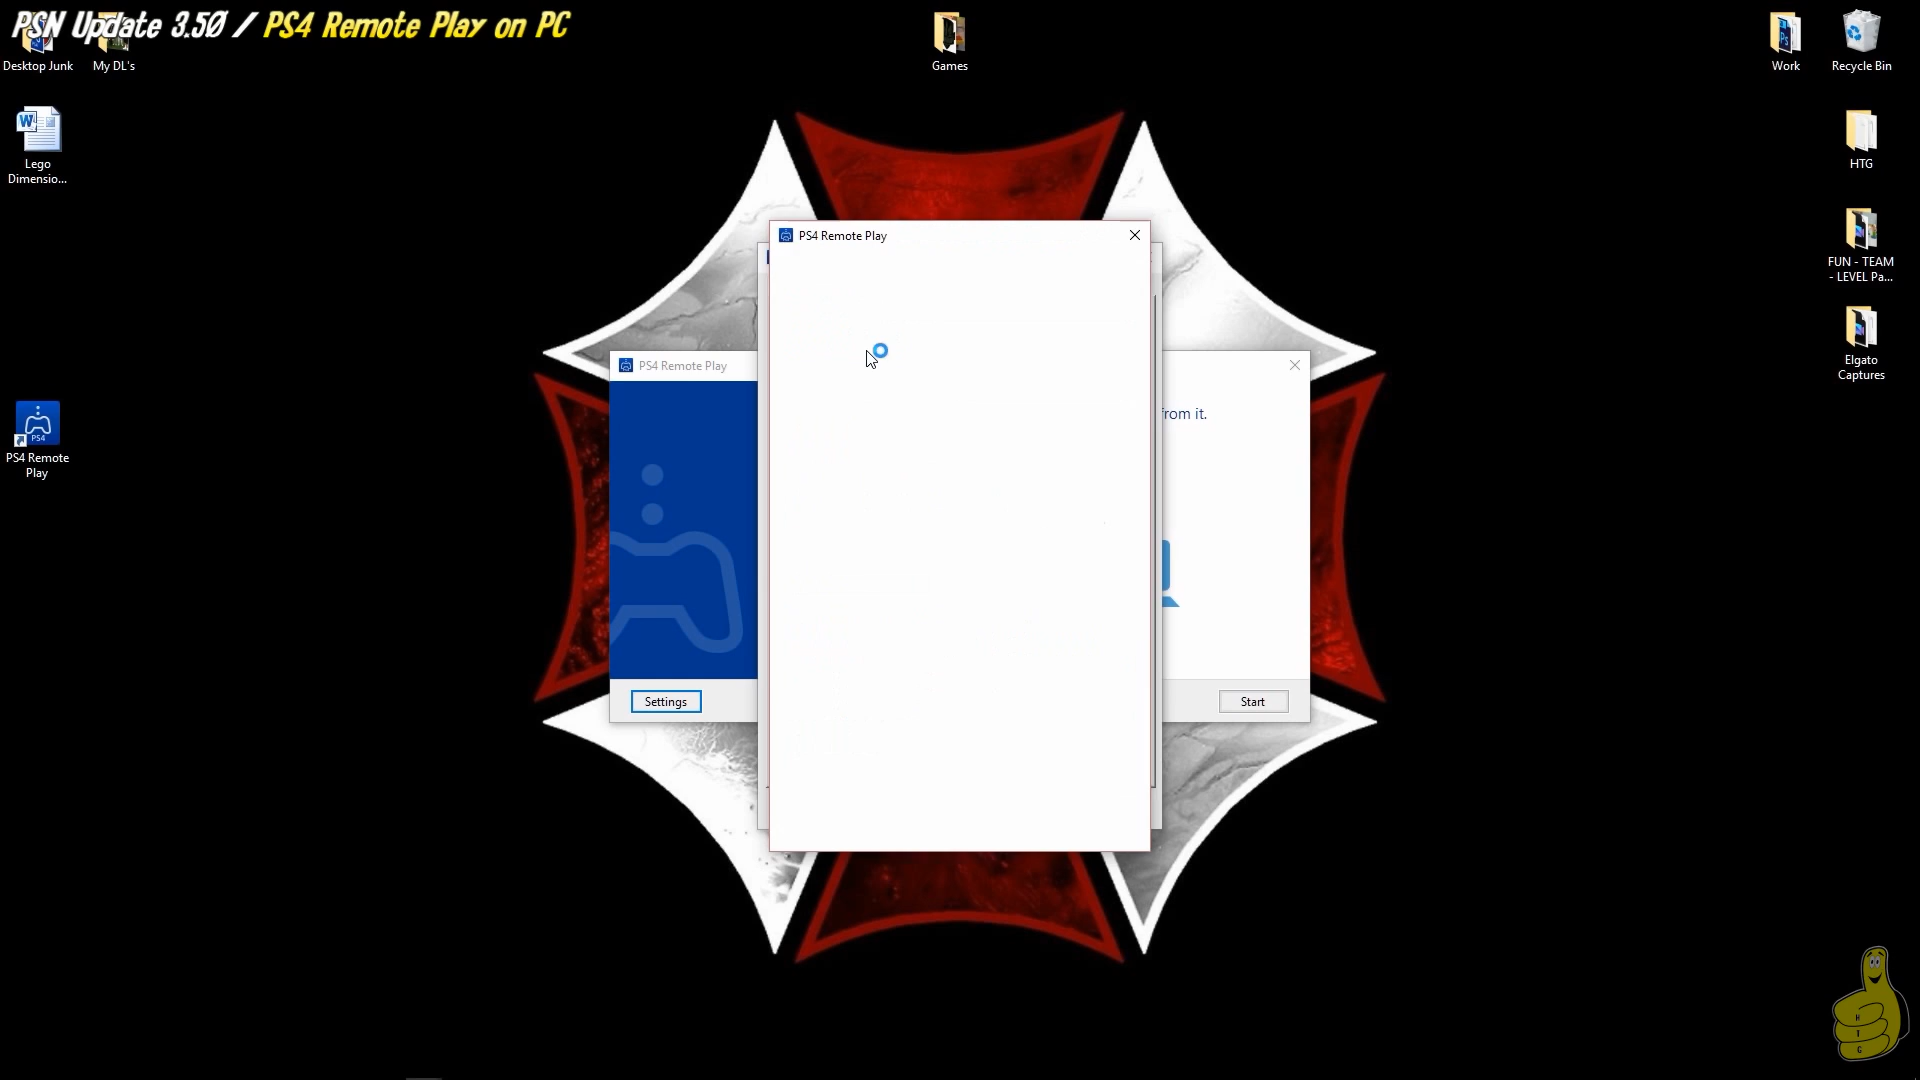 PSN Update 3.50 / PS4 Remote Play on PC
Desktop Junk
My DL's
Games
Work
Recycle Bin
Lego
Dimensio...
HTG
FUN - TEAM
- LEVEL Pa...
Elgato
Captures
PS4
PS4 Remote
Play
PS4 Remote Play
PS4 Remote Play
from it.
Settings
Start
H
T
G